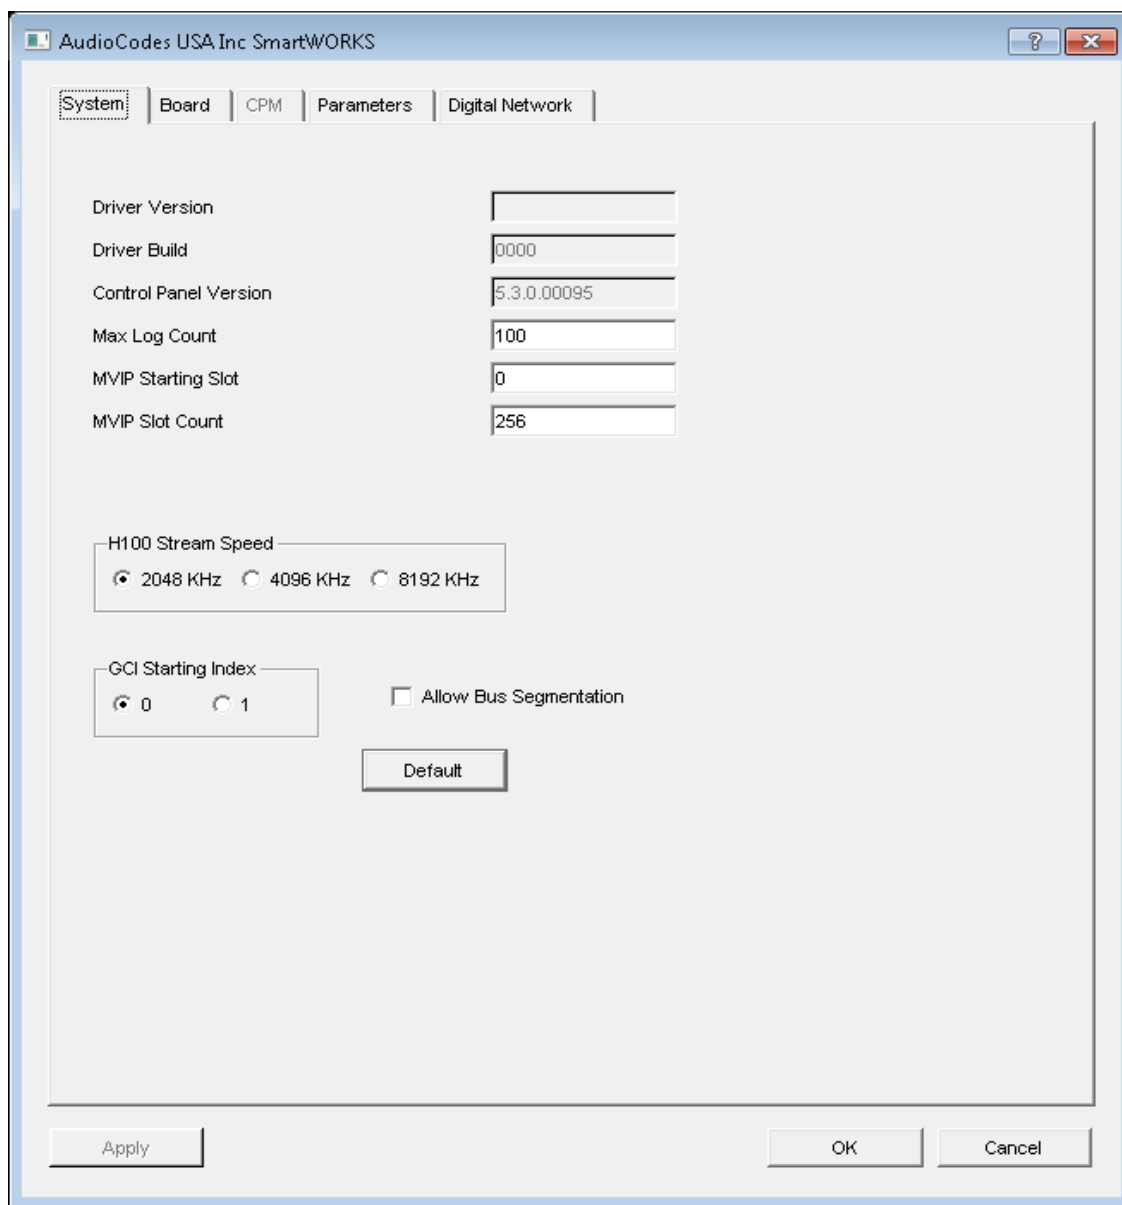 AudioCodes USA Inc SmartWORKS
System Board CPM Parameters Digital Network
Driver Version
Driver Build 0000
Control Panel Version 5.3.0.00095
Max Log Count 100
MVIP Starting Slot 0
MVIP Slot Count 256
H100 Stream Speed
2048 KHz 4096 KHz 8192 KHz
GCI Starting Index
0 1 Allow Bus Segmentation
Default
Apply OK Cancel